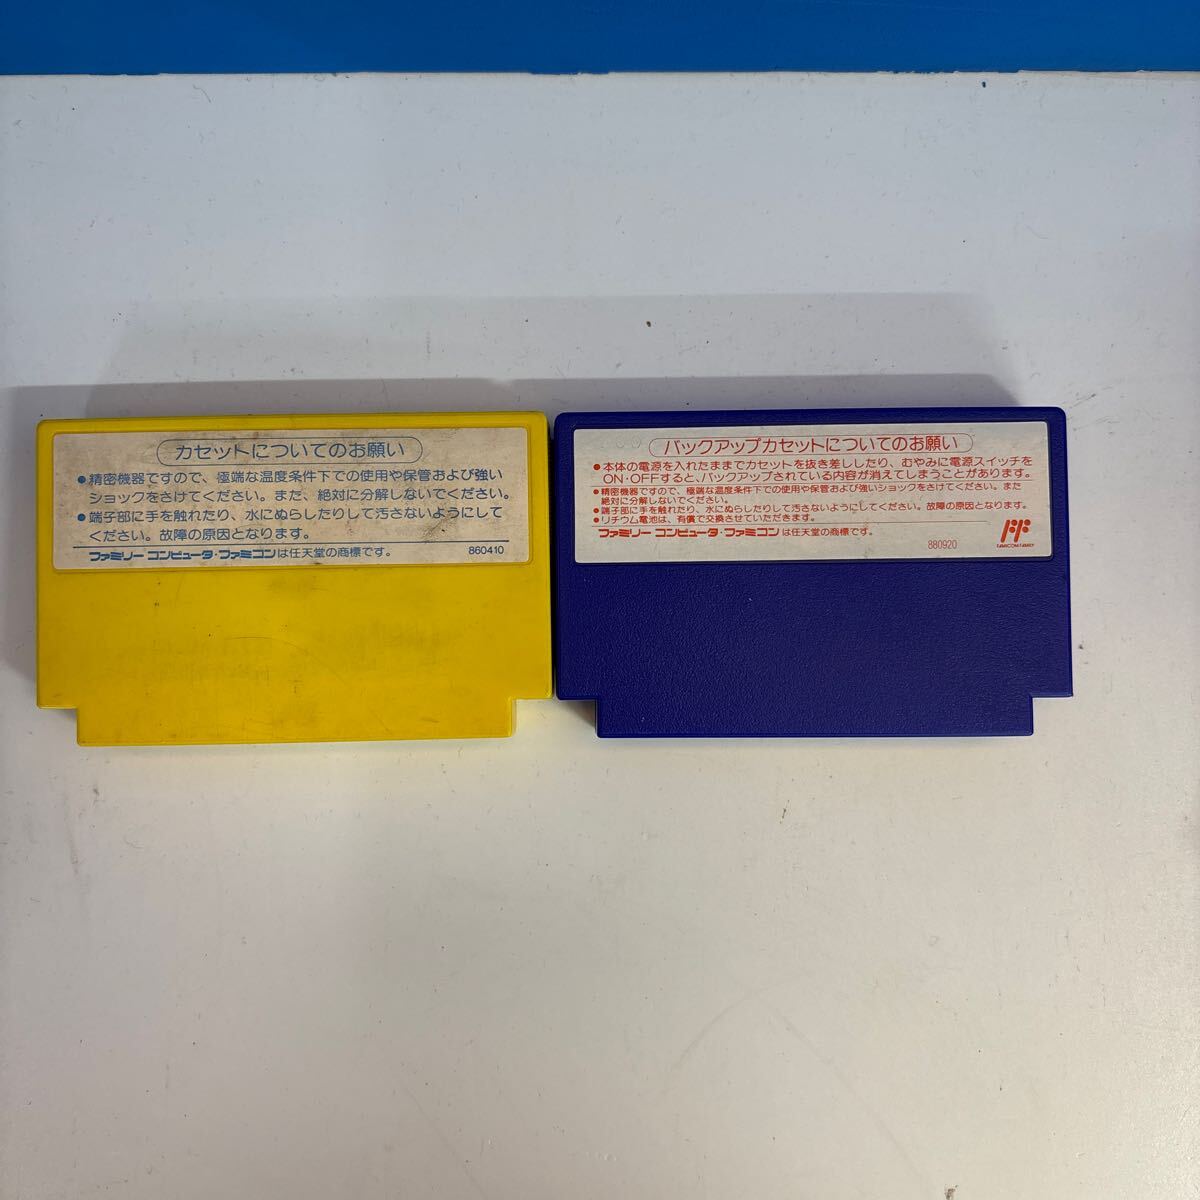 カセットについてのお願い
●精密機器ですので、極端な温度条件下での使用や保管および強い
ショックをさけてください。また、絶対に分解しないでください。
●端子部に手を触れたり、水にぬらしたりして汚さないようにして
ください。故障の原因となります。
ファミリー コンピュータ・ファミコンは任天堂の商標です。
860410
バックアップカセットについてのお願い
●本体の電源を入れたままでカセットを抜き差ししたり、むやみに電源スイッチを
ON・OFFすると、バックアップされている内容が消えてしまうことがあります。
●精密機器ですので、極端な温度条件下での使用や保管および強いショックをさけてください。また
絶対に分解しないでください。
●端子部に手を触れたり、水にぬらしたりして汚さないようにしてください。故障の原因となります。
●リチウム電池は、有償で交換させていただきます。
ファミリー コンピュータ・ファミコンは任天堂の商標です。
880920
FAMICOM FAMILY